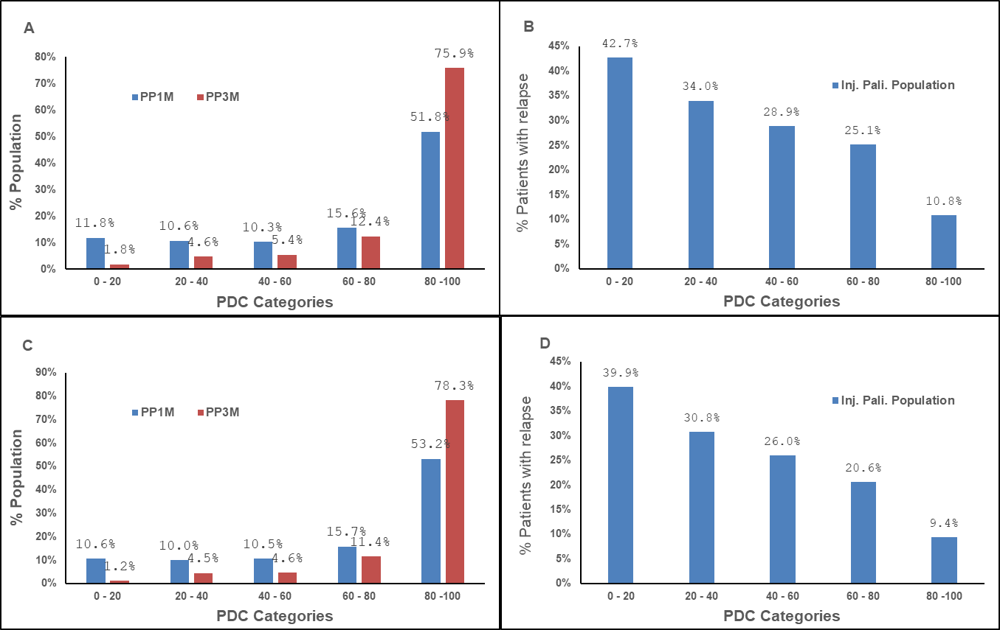 A
80%
70%
60%
50%
40%
30%
20%
10%
0%
% Population
PP1M PP3M
11.8% 10.6% 10.3% 15.6% 51.8%
1.8% 4.6% 5.4% 12.4% 75.9%
0 - 20 20 - 40 40 - 60 60 - 80 80 -100
PDC Categories
B
45%
40%
35%
30%
25%
20%
15%
10%
5%
0%
% Patients with relapse
Inj. Pali. Population
42.7% 34.0% 28.9% 25.1% 10.8%
0 - 20 20 - 40 40 - 60 60 - 80 80 -100
PDC Categories
C
90%
80%
70%
60%
50%
40%
30%
20%
10%
0%
% Population
PP1M PP3M
10.6% 10.0% 10.5% 15.7% 53.2%
1.2% 4.5% 4.6% 11.4% 78.3%
0 - 20 20 - 40 40 - 60 60 - 80 80 -100
PDC Categories
D
45%
40%
35%
30%
25%
20%
15%
10%
5%
0%
% Patients with relapse
Inj. Pali. Population
39.9% 30.8% 26.0% 20.6% 9.4%
0 - 20 20 - 40 40 - 60 60 - 80 80 -100
PDC Categories